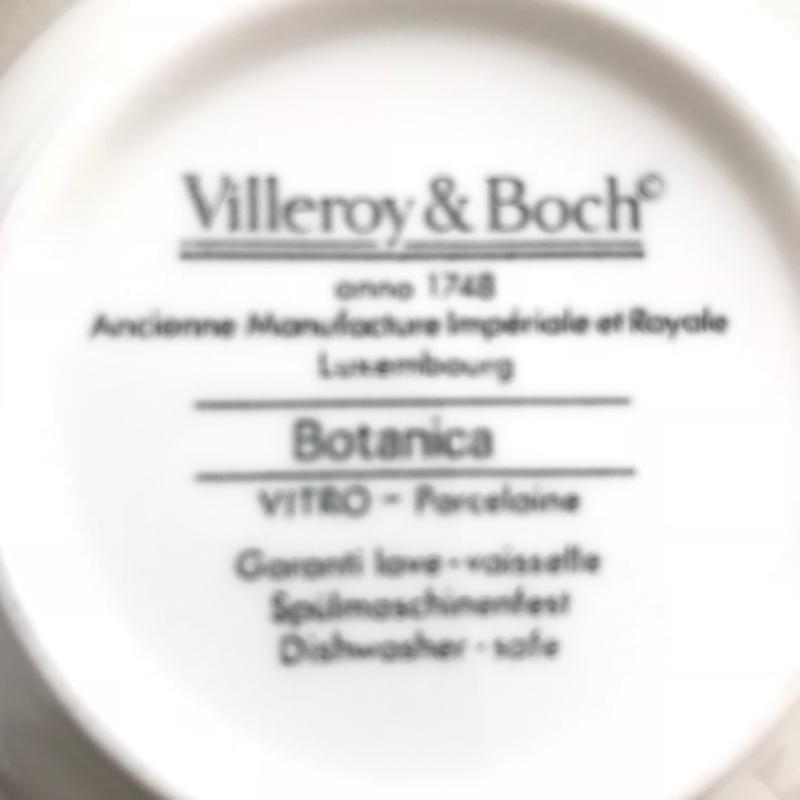 Villeroy & Boch©
anno 1748
Ancienne Manufacture Impériale et Royale
Luxembourg
Botanica
VITRO - Porcelaine
Garanti lave-vaisselle
Spülmaschinenfest
Dishwasher-safe